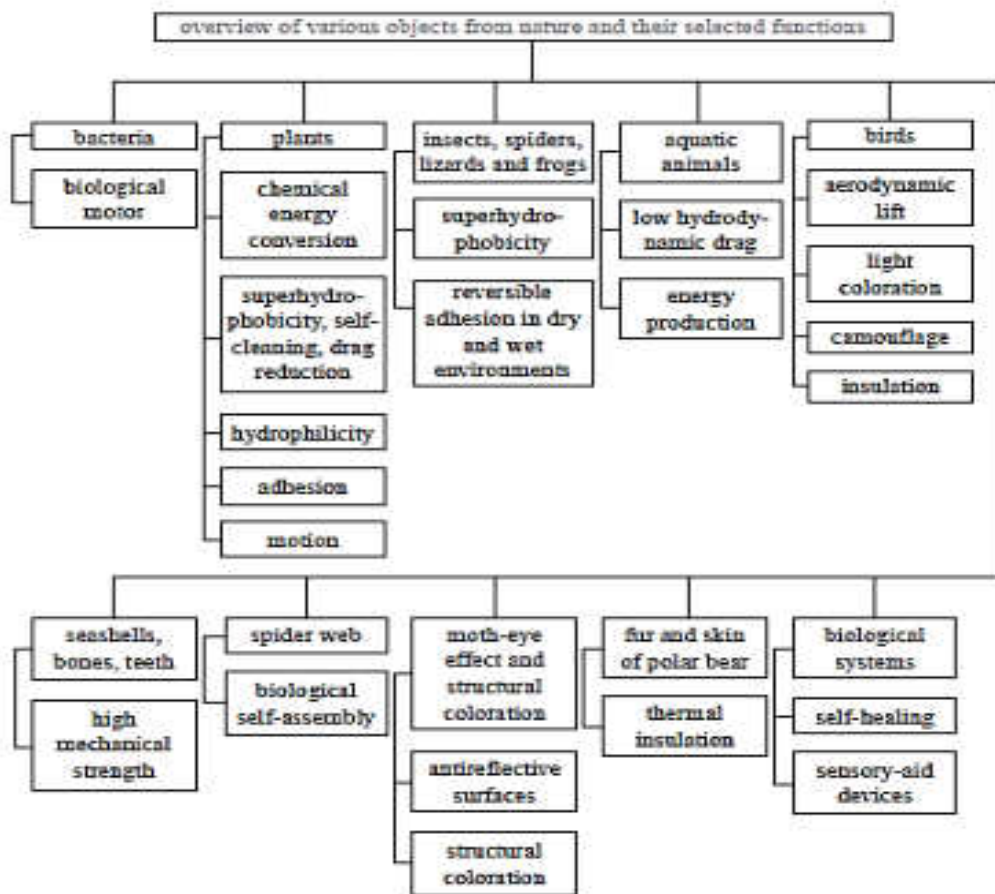 overview of various objects from nature and their selected functions
bacteria
biological
motor
plants
chemical
energy
conversion
superhydro-
phobicity, self-
cleaning, drag
reduction
hydrophilicity
adhesion
motion
insects, spiders,
lizards and frogs
superhydro-
phobicity
reversible
adhesion in dry
and wet
environments
aquatic
animals
low hydrody-
namic drag
energy
production
birds
aerodynamic
lift
light
coloration
camouflage
insulation
seashells,
bones, teeth
high
mechanical
strength
spider web
biological
self-assembly
moth-eye
effect and
structural
coloration
antireflective
surfaces
structural
coloration
fur and skin
of polar bear
thermal
insulation
biological
systems
self-healing
sensory-aid
devices